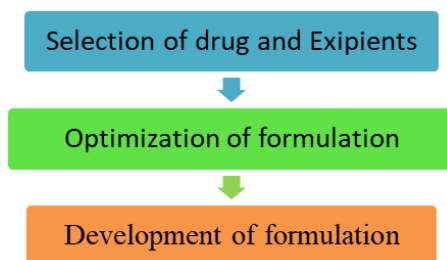 Selection of drug and Exipients
Optimization of formulation
Development of formulation